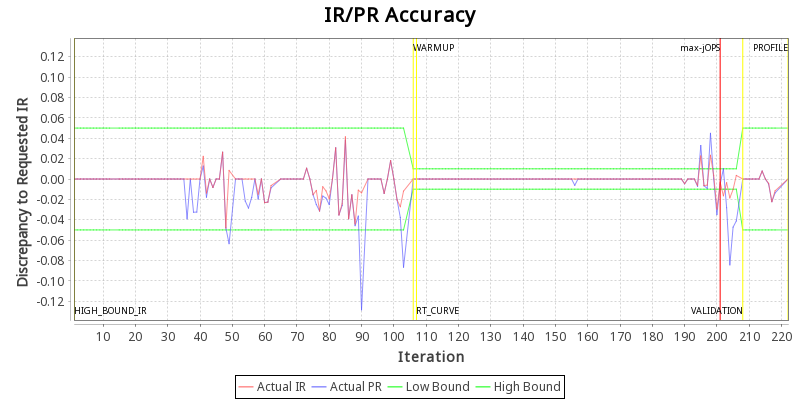 IR/PR Accuracy
Discrepancy to Requested IR
0.12
0.10
0.08
0.06
0.04
0.02
0.00
-0.02
-0.04
-0.06
-0.08
-0.10
-0.12
WARMUP
max-jOPS
PROFILE
HIGH_BOUND_IR
RT_CURVE
VALIDATION
10 20 30 40 50 60 70 80 90 100 110 120 130 140 150 160 170 180 190 200 210 220
Iteration
Actual IR Actual PR Low Bound High Bound